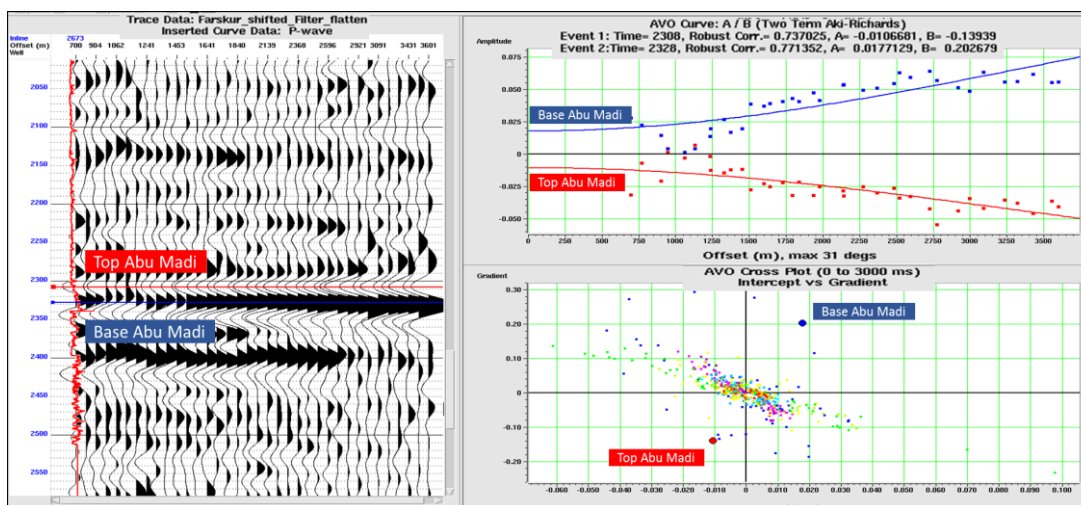 Trace Data: Farskur_shifted_Filter_flatten
Inserted Curve Data: P-wave
Inline 2673
Offset (m) 700 904 1062 1241 1453 1641 1840 2139 2267 2431 2596 2921 3091 3601
Well
2050
2100
2150
2200
2250
Top Abu Madi
2300
2350
Base Abu Madi
2400
2450
2500
2550
AVO Curve: A / B (Two Term Aki-Richards)
Amplitude
Event 1: Time= 2308, Robust Corr.= 0.737025, A= -0.0106681, B= -0.13939
Event 2:Time= 2328, Robust Corr.= 0.771352, A= 0.0177129, B= 0.202679
0.075
0.050
Base Abu Madi
0.025
0
Top Abu Madi
-0.025
-0.050
0 250 500 750 1000 1250 1500 1750 2000 2250 2500 2750 3000 3250 3500
Offset (m), max 31 degs
Gradient
AVO Cross Plot (0 to 3000 ms)
Intercept vs Gradient
0.30
Base Abu Madi
0.20
0.10
0
-0.10
Top Abu Madi
-0.20
-0.060 -0.050 -0.040 -0.030 -0.020 -0.010 0 0.010 0.020 0.030 0.040 0.050 0.060 0.070 0.080 0.090 0.100